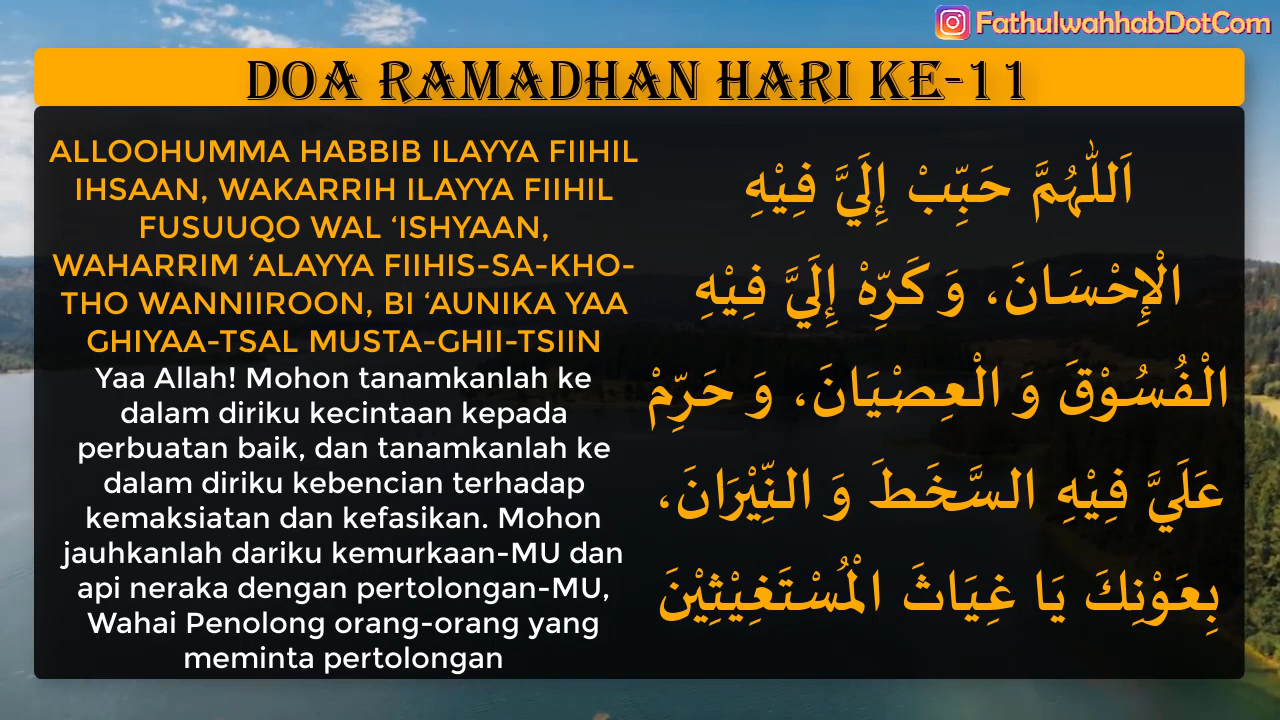 FathulwahhabDotCom
DOA RAMADHAN HARI KE-11
ALLOOHUMMA HABBIB ILAYYA FIIHIL
IHSAAN, WAKARRIH ILAYYA FIIHIL
FUSUUQO WAL ‘ISHYAAN,
WAHARRIM ‘ALAYYA FIIHIS-SA-KHO-
THO WANNIIROON, BI ‘AUNIKA YAA
GHIYAA-TSAL MUSTA-GHII-TSIIN
Yaa Allah! Mohon tanamkanlah ke
dalam diriku kecintaan kepada
perbuatan baik, dan tanamkanlah ke
dalam diriku kebencian terhadap
kemaksiatan dan kefasikan. Mohon
jauhkanlah dariku kemurkaan-MU dan
api neraka dengan pertolongan-MU,
Wahai Penolong orang-orang yang
meminta pertolongan
اَللّٰهُمَّ حَبِّبْ إِلَيَّ فِيْهِ
الْإِحْسَانَ، وَ كَرِّهْ إِلَيَّ فِيْهِ
الْفُسُوْقَ وَ الْعِصْيَانَ، وَ حَرِّمْ
عَلَيَّ فِيْهِ السَّخَطَ وَ النِّيْرَانَ،
بِعَوْنِكَ يَا غِيَاثَ الْمُسْتَغِيْثِيْنَ